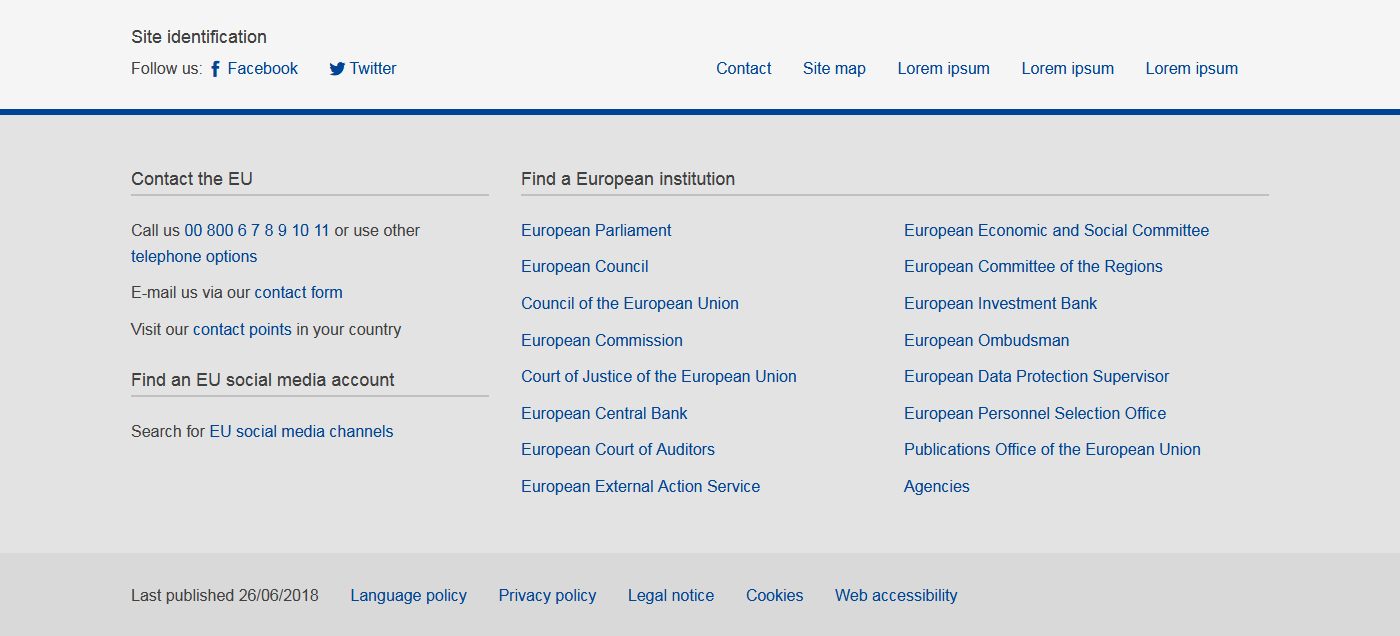 Site identification
Follow us: Facebook Twitter
Contact Site map Lorem ipsum Lorem ipsum Lorem ipsum
Contact the EU
Call us 00 800 6 7 8 9 10 11 or use other
telephone options
E-mail us via our contact form
Visit our contact points in your country
Find an EU social media account
Search for EU social media channels
Find a European institution
European Parliament
European Council
Council of the European Union
European Commission
Court of Justice of the European Union
European Central Bank
European Court of Auditors
European External Action Service
European Economic and Social Committee
European Committee of the Regions
European Investment Bank
European Ombudsman
European Data Protection Supervisor
European Personnel Selection Office
Publications Office of the European Union
Agencies
Last published 26/06/2018 Language policy Privacy policy Legal notice Cookies Web accessibility